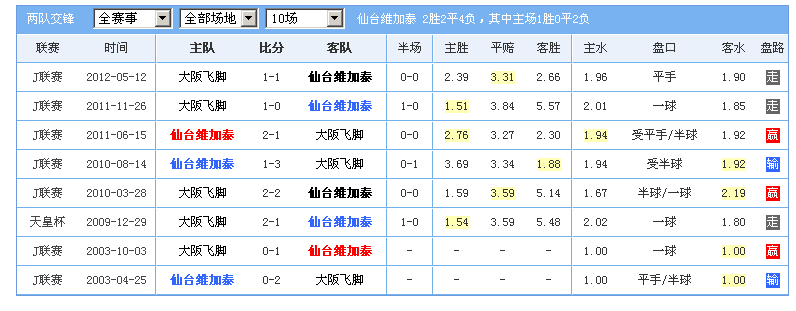 两队交锋 全赛事 全部场地 10场 仙台维加泰 2胜2平4负，其中主场1胜0平2负
联赛 时间 主队 比分 客队 半场 主胜 平赔 客胜 主水 盘口 客水 盘路
J联赛 2012-05-12 大阪飞脚 1-1 仙台维加泰 0-0 2.39 3.31 2.66 1.96 平手 1.90 走
J联赛 2011-11-26 大阪飞脚 1-0 仙台维加泰 1-0 1.51 3.84 5.57 2.01 一球 1.85 走
J联赛 2011-06-15 仙台维加泰 2-1 大阪飞脚 0-0 2.76 3.27 2.30 1.94 受平手/半球 1.92 赢
J联赛 2010-08-14 仙台维加泰 1-3 大阪飞脚 0-1 3.69 3.34 1.88 1.94 受半球 1.92 输
J联赛 2010-03-28 大阪飞脚 2-2 仙台维加泰 0-0 1.59 3.59 5.14 1.67 半球/一球 2.19 赢
天皇杯 2009-12-29 大阪飞脚 2-1 仙台维加泰 1-0 1.54 3.59 5.48 2.02 一球 1.80 走
J联赛 2003-10-03 大阪飞脚 0-1 仙台维加泰 - - - - 1.00 一球 1.00 赢
J联赛 2003-04-25 仙台维加泰 0-2 大阪飞脚 - - - - 1.00 平手/半球 1.00 输